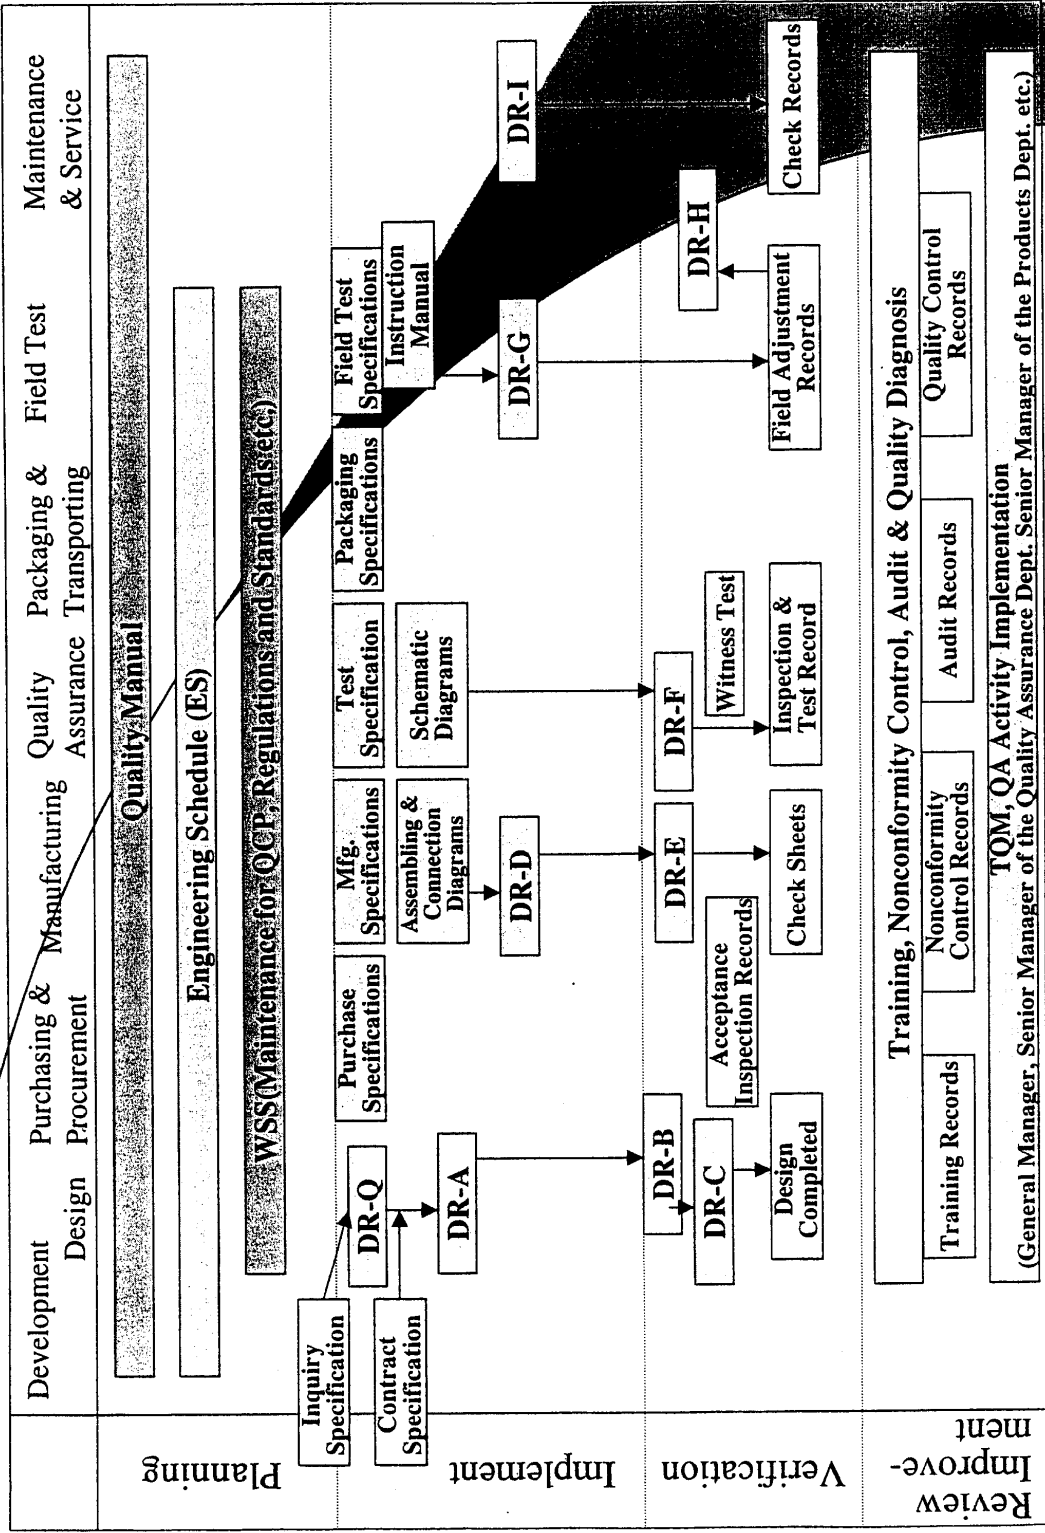 Development
Design
Purchasing &
Procurement
Manufacturing
Quality
Assurance
Packaging &
Transporting
Field Test
Maintenance
& Service
Planning
Quality Manual
Engineering Schedule (ES)
WSS(Maintenance for QCP, Regulations and Standards etc.)
Implement
Inquiry
Specification
Contract
Specification
DR-Q
DR-A
Purchase
Specifications
Mfg.
Specifications
Assembling &
Connection
Diagrams
DR-D
Test
Specification
Schematic
Diagrams
Packaging
Specifications
Field Test
Specifications
Instruction
Manual
DR-G
DR-I
Verification
DR-B
DR-C
Design
Completed
Acceptance
Inspection Records
DR-E
Check Sheets
DR-F
Witness Test
Inspection &
Test Record
DR-H
Field Adjustment
Records
Check Records
Review
Improve-
ment
Training, Nonconformity Control, Audit & Quality Diagnosis
Training Records
Nonconformity
Control Records
Audit Records
Quality Control
Records
TQM, QA Activity Implementation
(General Manager, Senior Manager of the Quality Assurance Dept. Senior Manager of the Products Dept. etc.)